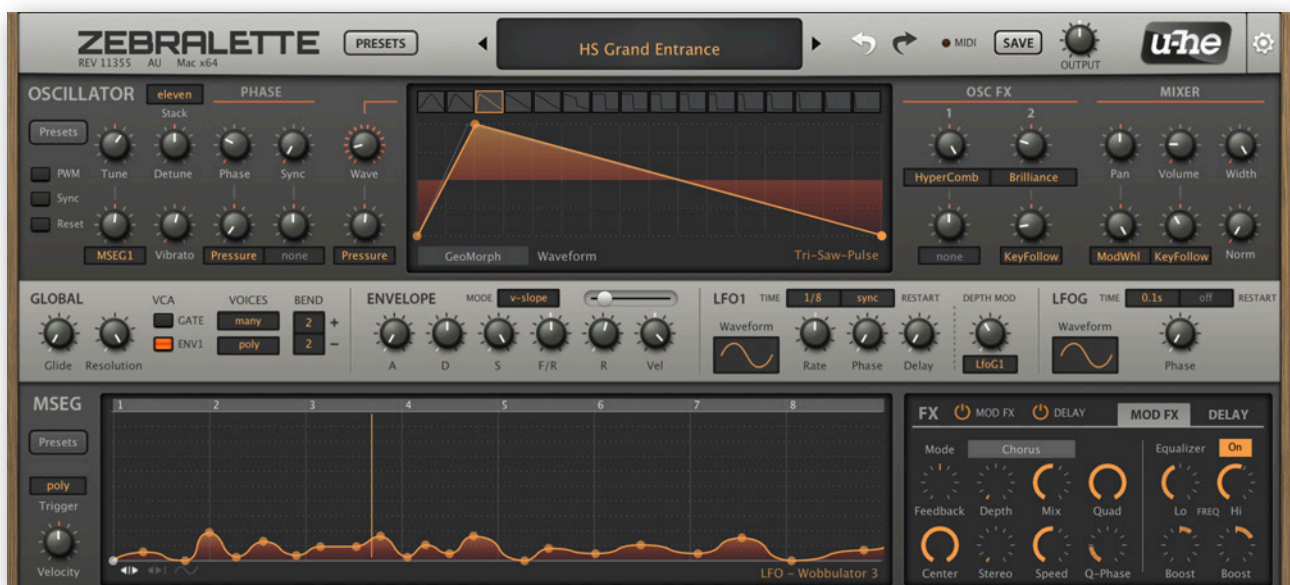 ZEBRALETTE
REV 11355 AU Mac x64
PRESETS
HS Grand Entrance
MIDI
SAVE
OUTPUT
u-he
OSCILLATOR
eleven
Stack
PHASE
Presets
PWM
Sync
Reset
Tune Detune Phase Sync Wave
MSEG1 Vibrato Pressure none Pressure
GeoMorph Waveform Tri-Saw-Pulse
OSC FX
1 2
HyperComb Brilliance
none KeyFollow
MIXER
Pan Volume Width
ModWhl KeyFollow Norm
GLOBAL
VCA VOICES BEND
GATE many 2 +
ENV1 poly 2 −
Glide Resolution
ENVELOPE MODE v-slope
A D S F/R R Vel
LFO1 TIME 1/8 sync RESTART DEPTH MOD
Waveform
Rate Phase Delay LfoG1
LFOG TIME 0.1s off RESTART
Waveform
Phase
MSEG
1 2 3 4 5 6 7 8
Presets
poly
Trigger
Velocity
LFO - Wobbulator 3
FX MOD FX DELAY MOD FX DELAY
Mode Chorus Equalizer On
Feedback Depth Mix Quad Lo FREQ Hi
Center Stereo Speed Q-Phase Boost Boost